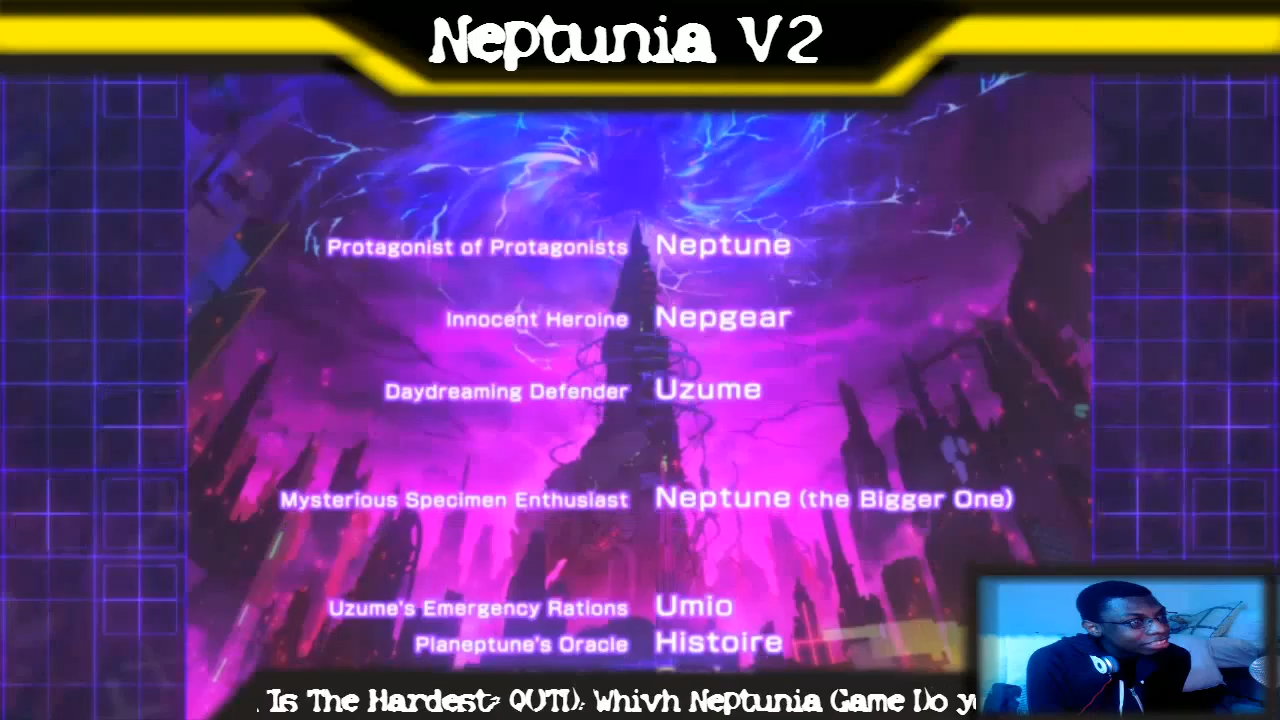 Neptunia V2
Protagonist of Protagonists Neptune
Innocent Heroine Nepgear
Daydreaming Defender Uzume
Mysterious Specimen Enthusiast Neptune (the Bigger One)
Uzume's Emergency Rations Umio
Planeptune's Oracle Histoire
. Is The Hardest? QOTD: Whivh Neptunia Game Do